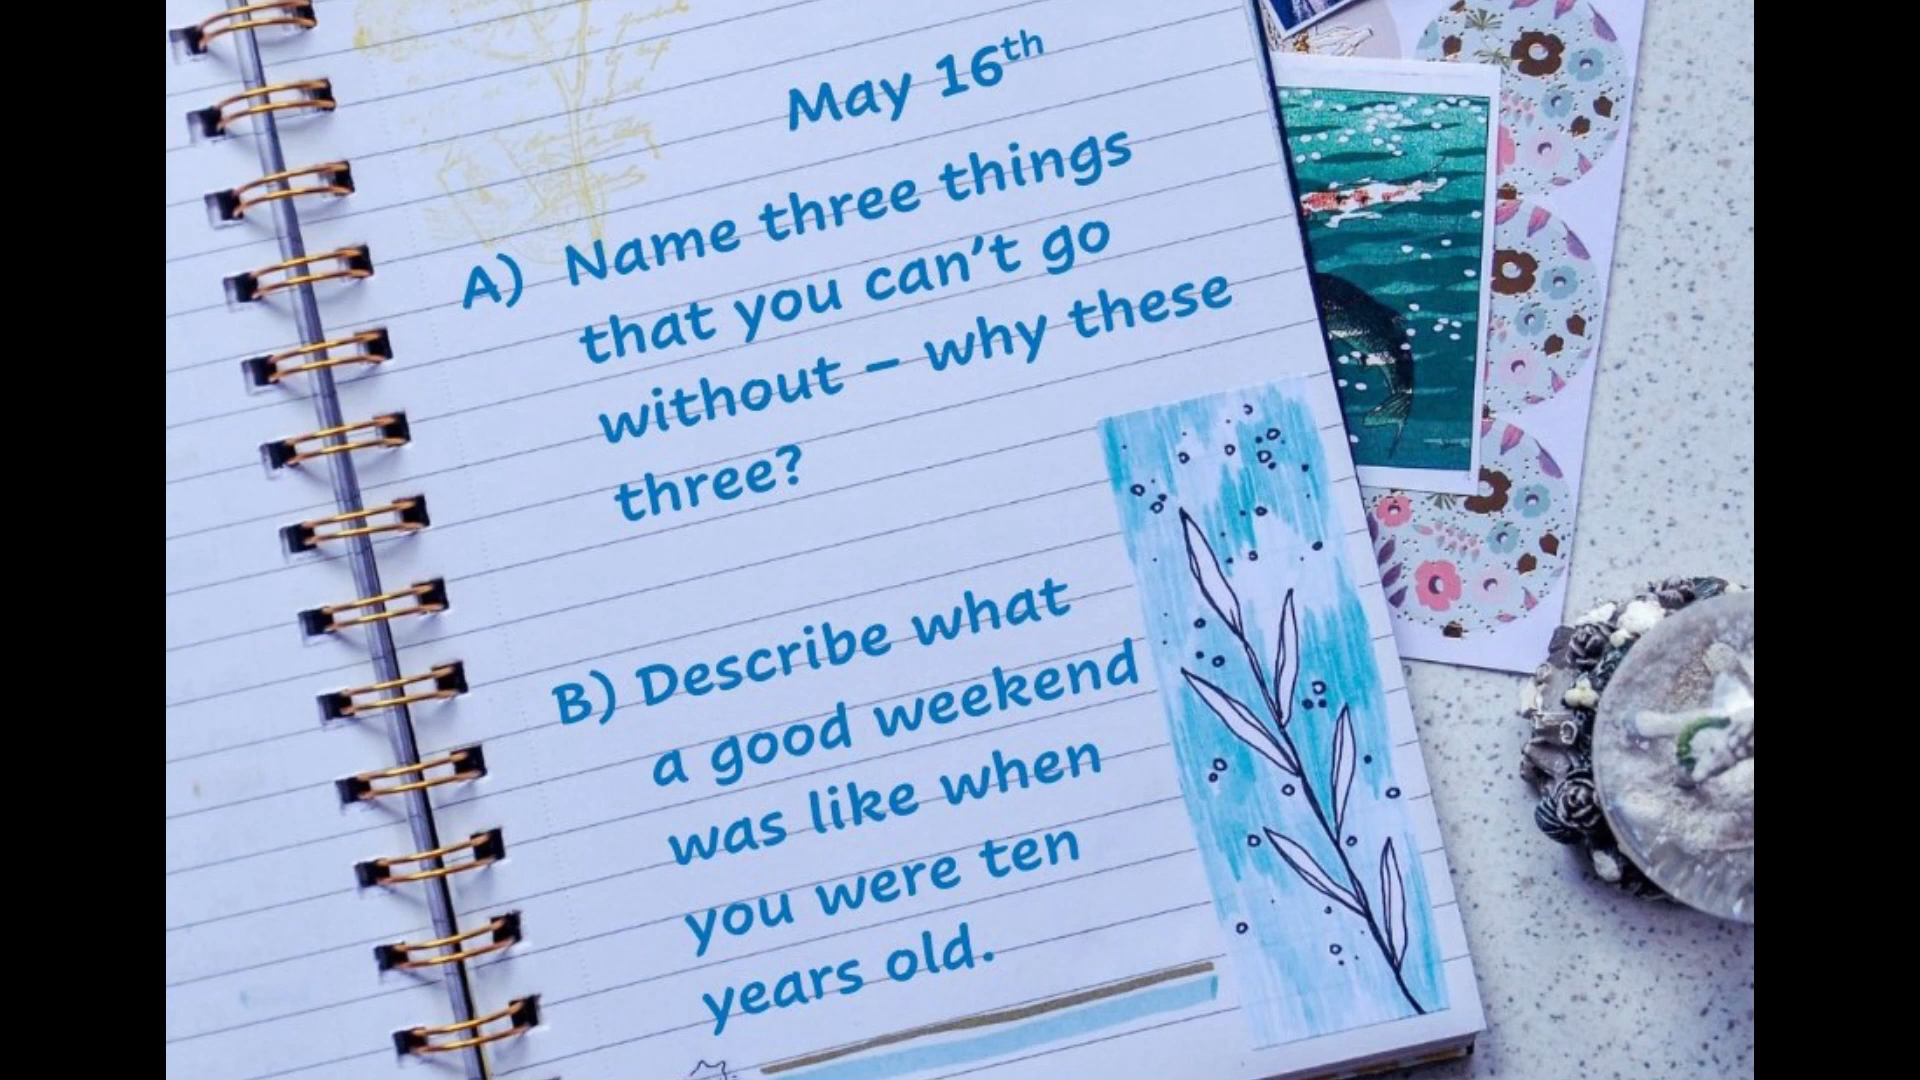 May 16th
A) Name three things
that you can't go
without – why these
three?
B) Describe what
a good weekend
was like when
you were ten
years old.